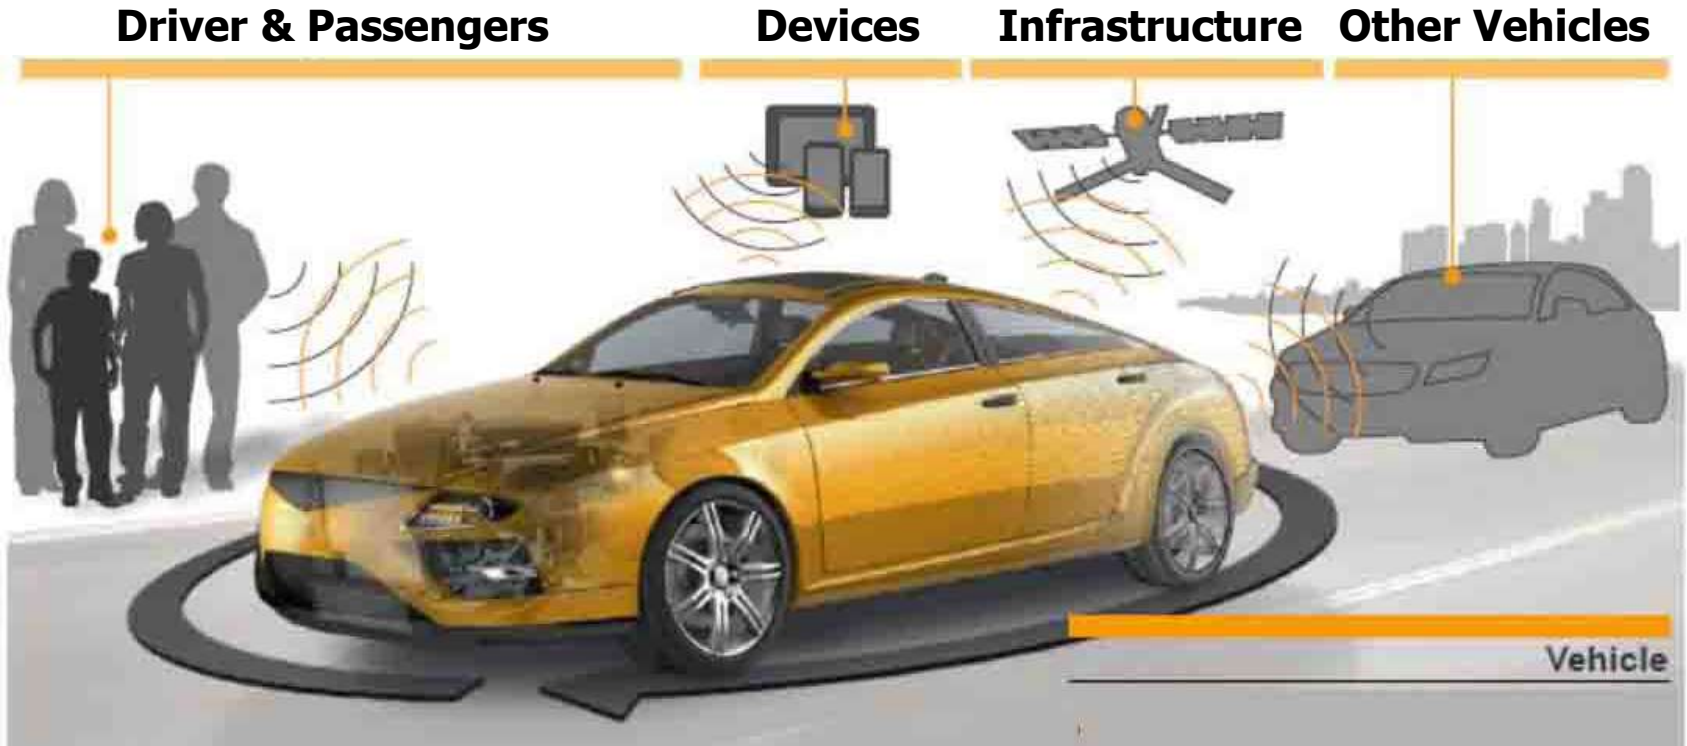 Driver & Passengers
Devices
Infrastructure
Other Vehicles
Vehicle